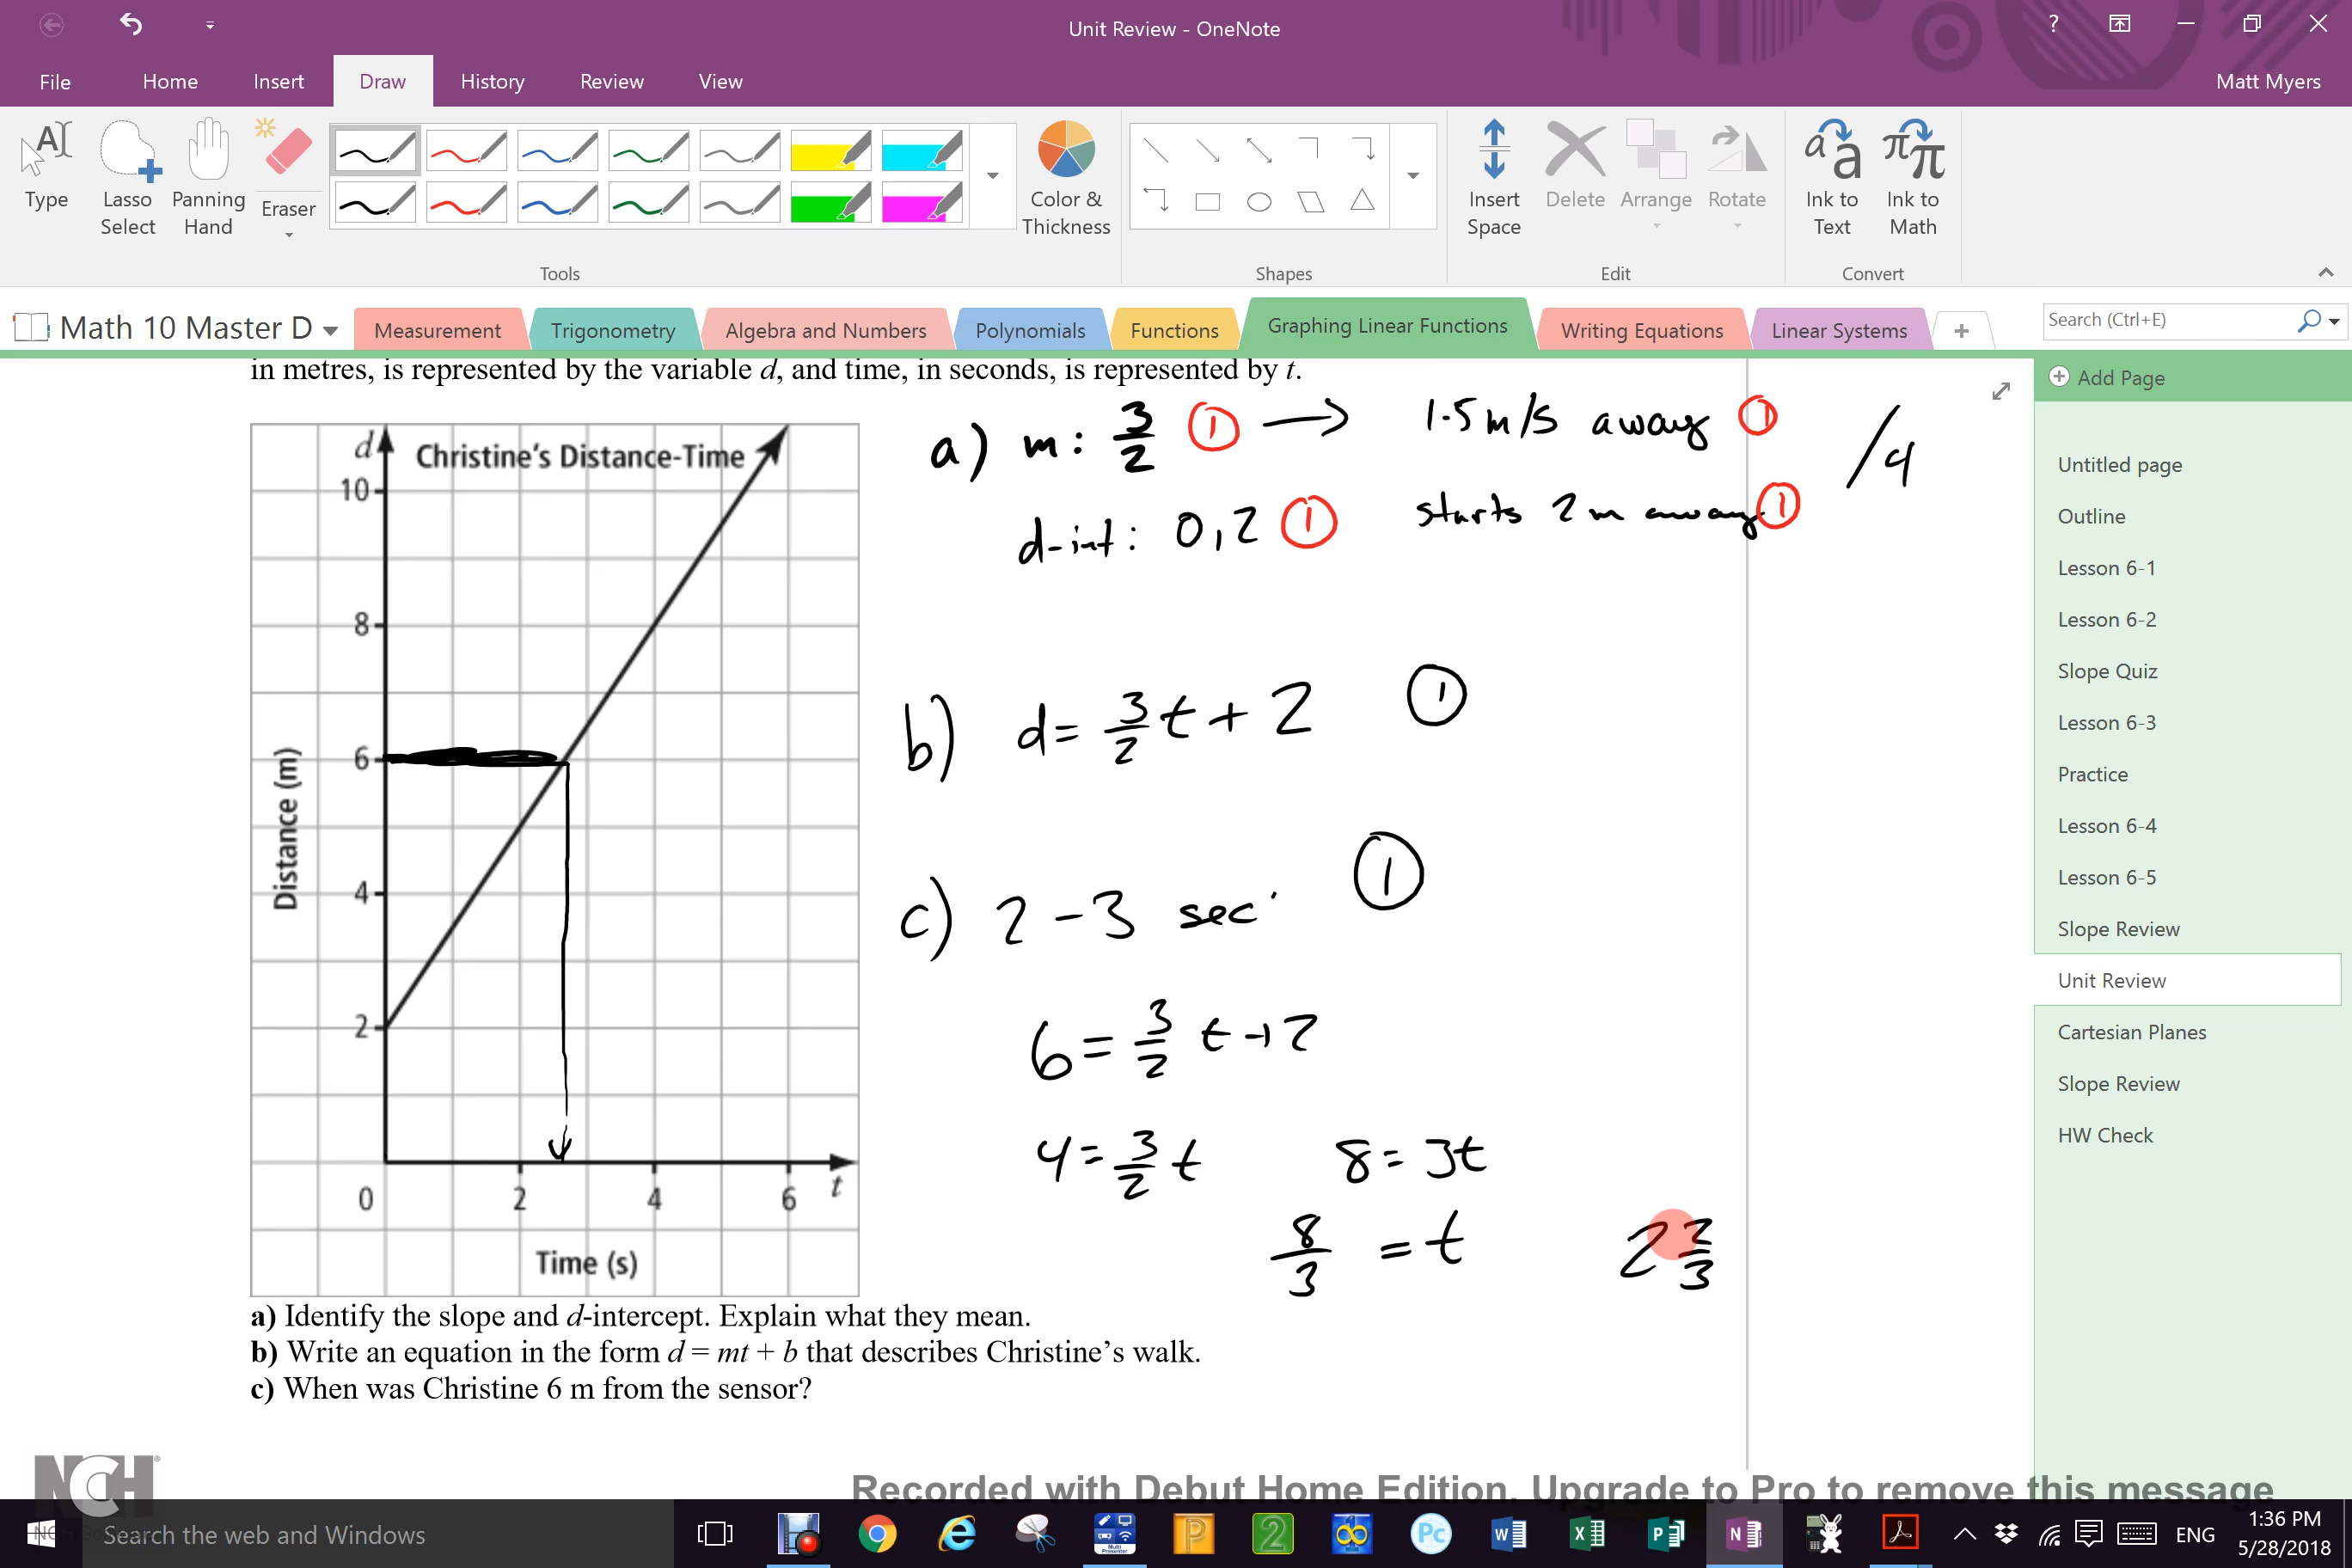 Unit Review - OneNote
?
File Home Insert Draw History Review View Matt Myers
Type
Lasso Select
Panning Hand
Eraser
Color & Thickness
Insert Space
Delete
Arrange
Rotate
Ink to Text
Ink to Math
Tools Shapes Edit Convert
Math 10 Master D Measurement Trigonometry Algebra and Numbers Polynomials Functions Graphing Linear Functions Writing Equations Linear Systems + Search (Ctrl+E)
in metres, is represented by the variable d, and time, in seconds, is represented by t.
Add Page
Untitled page
Outline
Lesson 6-1
Lesson 6-2
Slope Quiz
Lesson 6-3
Practice
Lesson 6-4
Lesson 6-5
Slope Review
Unit Review
Cartesian Planes
Slope Review
HW Check
d
Christine's Distance-Time
10
8
6
4
2
0 2 4 6 t
Distance (m)
Time (s)
a) m: 3/2 ① → 1.5 m/s away ① /4
d-int: 0,2 ① starts 2 m away ①
b) d= 3/2 t + 2 ①
c) 2-3 sec. ①
6 = 3/2 t + 2
4 = 3/2 t 8 = 3t
8/3 = t 2 2/3
a) Identify the slope and d-intercept. Explain what they mean.
b) Write an equation in the form d = mt + b that describes Christine's walk.
c) When was Christine 6 m from the sensor?
NCH
Recorded with Debut Home Edition. Upgrade to Pro to remove this message
Search the web and Windows
ENG
1:36 PM
5/28/2018